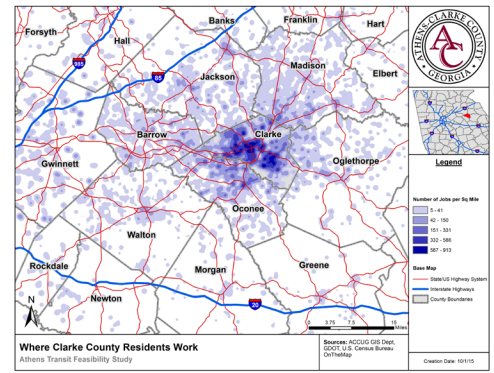 Banks
Franklin
Hart
Forsyth
Hall
985
85
Madison
Jackson
Elbert
Barrow
Clarke
Gwinnett
Oglethorpe
Oconee
Walton
Rockdale
Morgan
Greene
Newton
20
N
0 3.75 7.5 15
Miles
Where Clarke County Residents Work
Athens Transit Feasibility Study
Sources: ACCUG GIS Dept,
GDOT, U.S. Census Bureau
OnTheMap
ATHENS-CLARKE COUNTY
ACC
GEORGIA
Legend
Number of Jobs per Sq Mile
5 - 41
42 - 150
151 - 331
332 - 586
587 - 913
Base Map
State/US Highway System
Interstate Highways
County Boundaries
Creation Date: 10/1/15